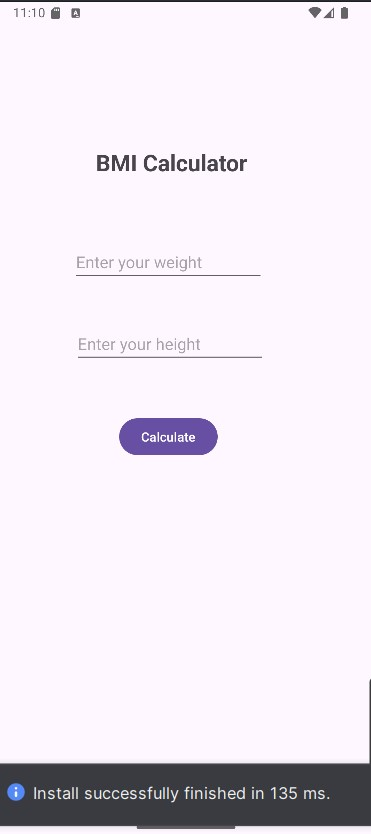 11:10
BMI Calculator
Enter your weight
Enter your height
Calculate
Install successfully finished in 135 ms.